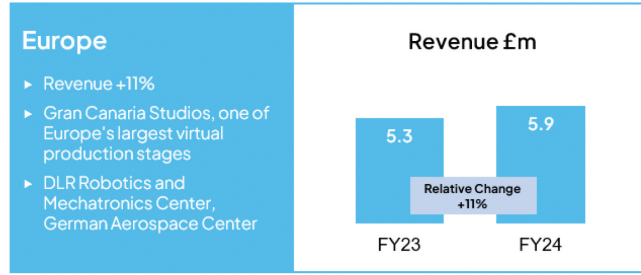 Europe
▸ Revenue +11%
▸ Gran Canaria Studios, one of
Europe's largest virtual
production stages
▸ DLR Robotics and
Mechatronics Center,
German Aerospace Center
Revenue £m
5.3
5.9
Relative Change
+11%
FY23
FY24